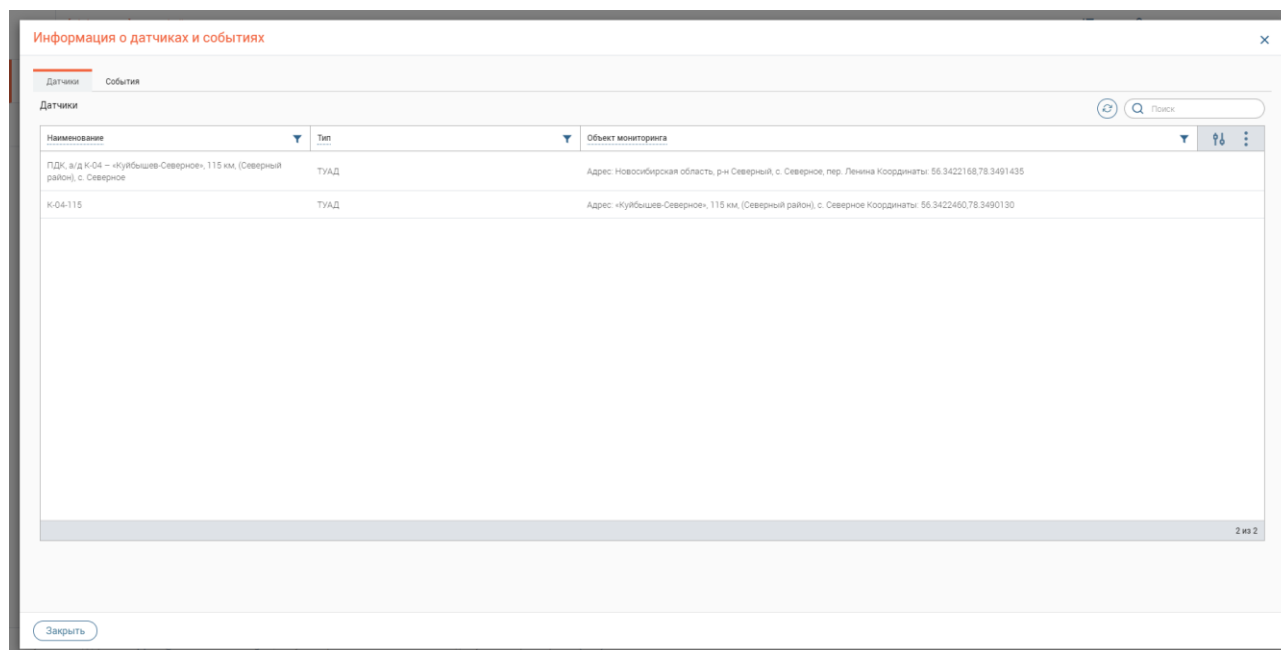 Информация о датчиках и событиях
Датчики События
Датчики
Поиск
Наименование Тип Объект мониторинга
ПДК, а/д К-04 – «Куйбышев-Северное», 115 км, (Северный
район), с. Северное
ТУАД
Адрес: Новосибирская область, р-н Северный, с. Северное, пер. Ленина Координаты: 56.3422168,78.3491435
К-04-115 ТУАД Адрес: «Куйбышев-Северное», 115 км, (Северный район), с. Северное Координаты: 56.3422460,78.3490130
2 из 2
Закрыть